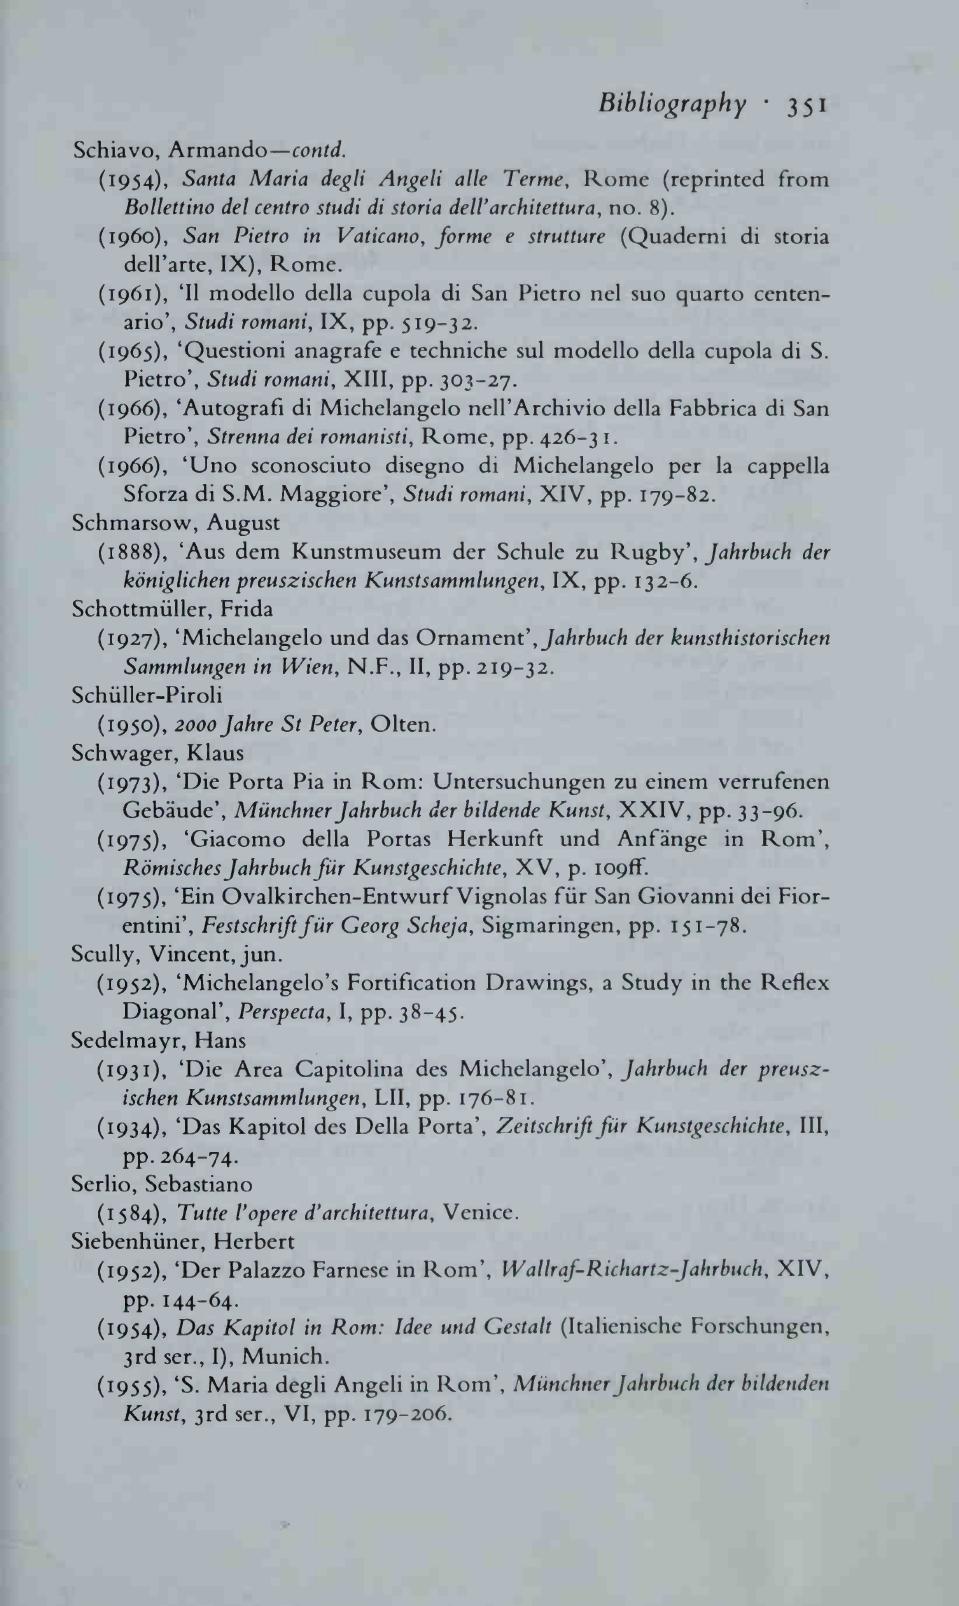 Bibliography · 351
Schiavo, Armando—contd.
(1954), Santa Maria degli Angeli alle Terme, Rome (reprinted from
Bollettino del centro studi di storia dell'architettura, no. 8).
(1960), San Pietro in Vaticano, forme e strutture (Quaderni di storia
dell'arte, IX), Rome.
(1961), 'Il modello della cupola di San Pietro nel suo quarto centen-
ario', Studi romani, IX, pp. 519-32.
(1965), 'Questioni anagrafe e techniche sul modello della cupola di S.
Pietro', Studi romani, XIII, pp. 303-27.
(1966), 'Autografi di Michelangelo nell'Archivio della Fabbrica di San
Pietro', Strenna dei romanisti, Rome, pp. 426-31.
(1966), 'Uno sconosciuto disegno di Michelangelo per la cappella
Sforza di S.M. Maggiore', Studi romani, XIV, pp. 179-82.
Schmarsow, August
(1888), 'Aus dem Kunstmuseum der Schule zu Rugby', Jahrbuch der
königlichen preuszischen Kunstsammlungen, IX, pp. 132-6.
Schottmüller, Frida
(1927), 'Michelangelo und das Ornament', Jahrbuch der kunsthistorischen
Sammlungen in Wien, N.F., II, pp. 219-32.
Schüller-Piroli
(1950), 2000 Jahre St Peter, Olten.
Schwager, Klaus
(1973), 'Die Porta Pia in Rom: Untersuchungen zu einem verrufenen
Gebäude', Münchner Jahrbuch der bildende Kunst, XXIV, pp. 33-96.
(1975), 'Giacomo della Portas Herkunft und Anfänge in Rom',
Römisches Jahrbuch für Kunstgeschichte, XV, p. 109ff.
(1975), 'Ein Ovalkirchen-Entwurf Vignolas für San Giovanni dei Fior-
entini', Festschrift für Georg Scheja, Sigmaringen, pp. 151-78.
Scully, Vincent, jun.
(1952), 'Michelangelo's Fortification Drawings, a Study in the Reflex
Diagonal', Perspecta, I, pp. 38-45.
Sedelmayr, Hans
(1931), 'Die Area Capitolina des Michelangelo', Jahrbuch der preusz-
ischen Kunstsammlungen, LII, pp. 176-81.
(1934), 'Das Kapitol des Della Porta', Zeitschrift für Kunstgeschichte, III,
pp. 264-74.
Serlio, Sebastiano
(1584), Tutte l'opere d'architettura, Venice.
Siebenhüner, Herbert
(1952), 'Der Palazzo Farnese in Rom', Wallraf-Richartz-Jahrbuch, XIV,
pp. 144-64.
(1954), Das Kapitol in Rom: Idee und Gestalt (Italienische Forschungen,
3rd ser., I), Munich.
(1955), 'S. Maria degli Angeli in Rom', Münchner Jahrbuch der bildenden
Kunst, 3rd ser., VI, pp. 179-206.